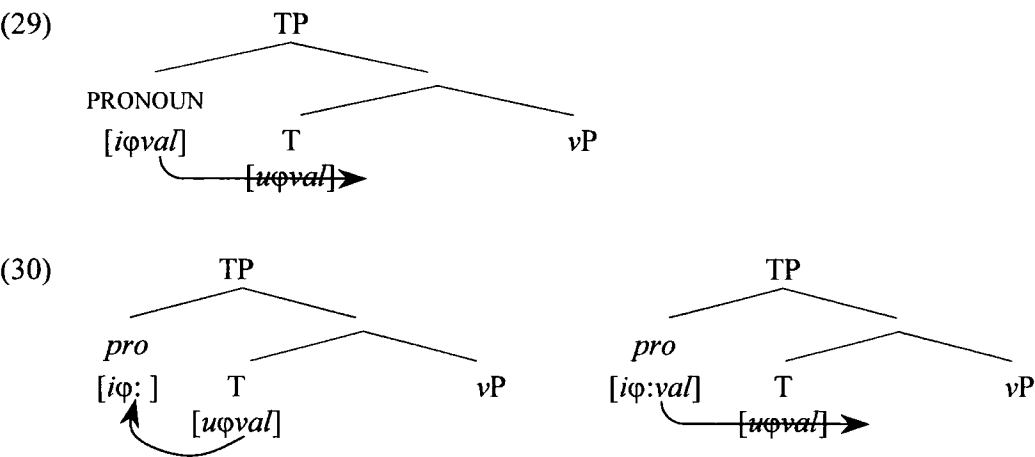 (29) TP
PRONOUN
[iφval] T vP
[uφval]
(30) TP TP
pro pro
[iφ: ] T vP [iφ:val] T vP
[uφval] [uφval]